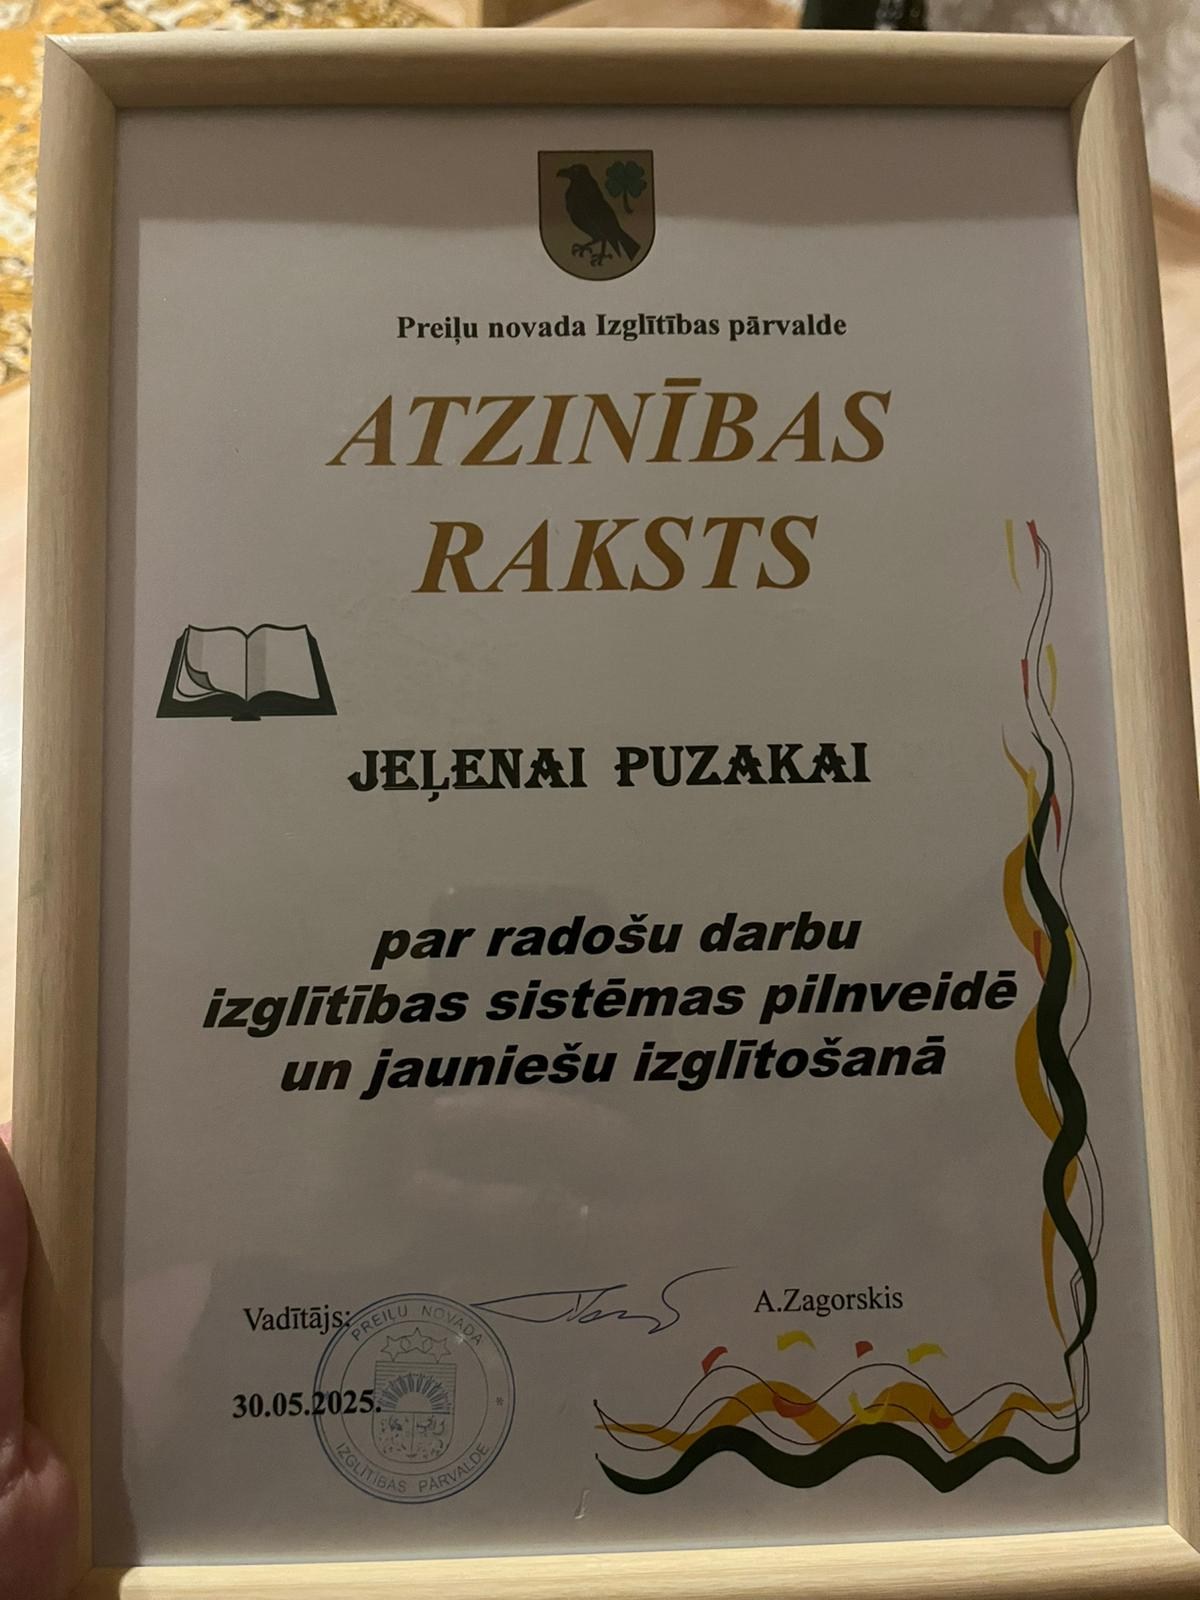 Preiļu novada Izglītības pārvalde
ATZINĪBAS
RAKSTS
JEĻENAI PUZAKAI
par radošu darbu
izglītības sistēmas pilnveidē
un jauniešu izglītošanā
Vadītājs:
A.Zagorskis
30.05.2025.
PREIĻU NOVADA
IZGLĪTĪBAS PĀRVALDE